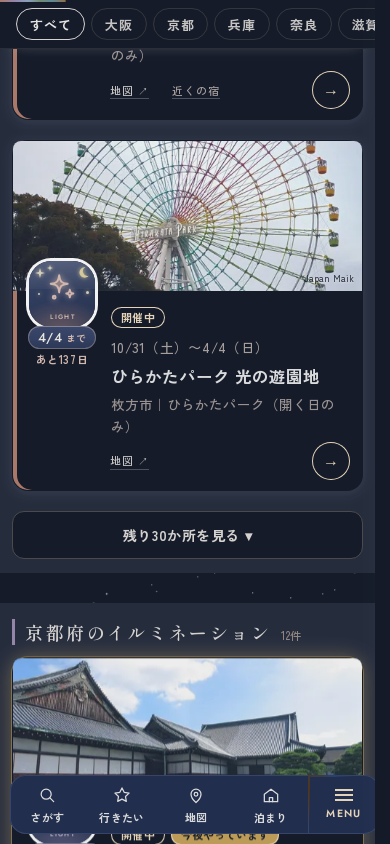 すべて
大阪
京都
兵庫
奈良
滋賀
のみ）
地図 ↗
近くの宿
→
HIRAKATA PARK
Japan Maik
LIGHT
4/4 まで
あと137日
開催中
10/31（土）〜4/4（日）
ひらかたパーク 光の遊園地
枚方市｜ひらかたパーク（開く日の
み）
地図 ↗
→
残り30か所を見る ▾
京都府のイルミネーション 12件
LIGHT
開催中
今夜やっています
さがす
行きたい
地図
泊まり
MENU